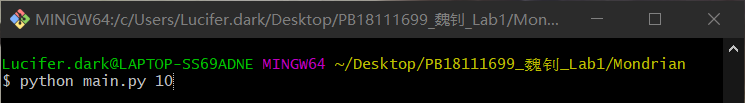 MINGW64:/c/Users/Lucifer.dark/Desktop/PB18111699_魏钊_Lab1/Mon...
Lucifer.dark@LAPTOP-SS69ADNE MINGW64 ~/Desktop/PB18111699_魏钊_Lab1/Mondrian
$ python main.py 10